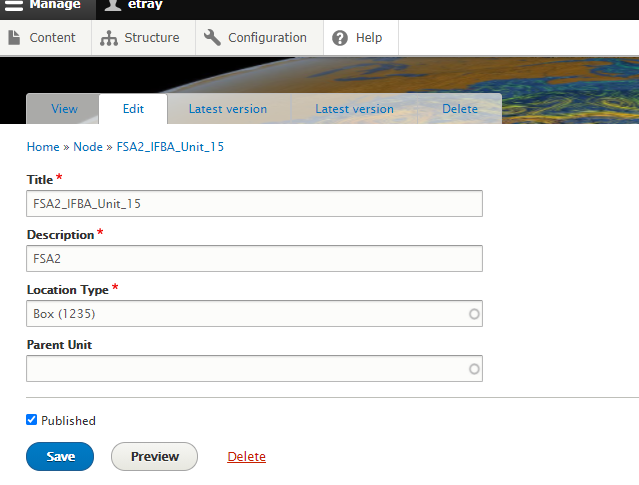 Manage etray
Content Structure Configuration Help
View Edit Latest version Latest version Delete
Home » Node » FSA2_IFBA_Unit_15
Title *
FSA2_IFBA_Unit_15
Description *
FSA2
Location Type *
Box (1235)
Parent Unit
Published
Save Preview Delete